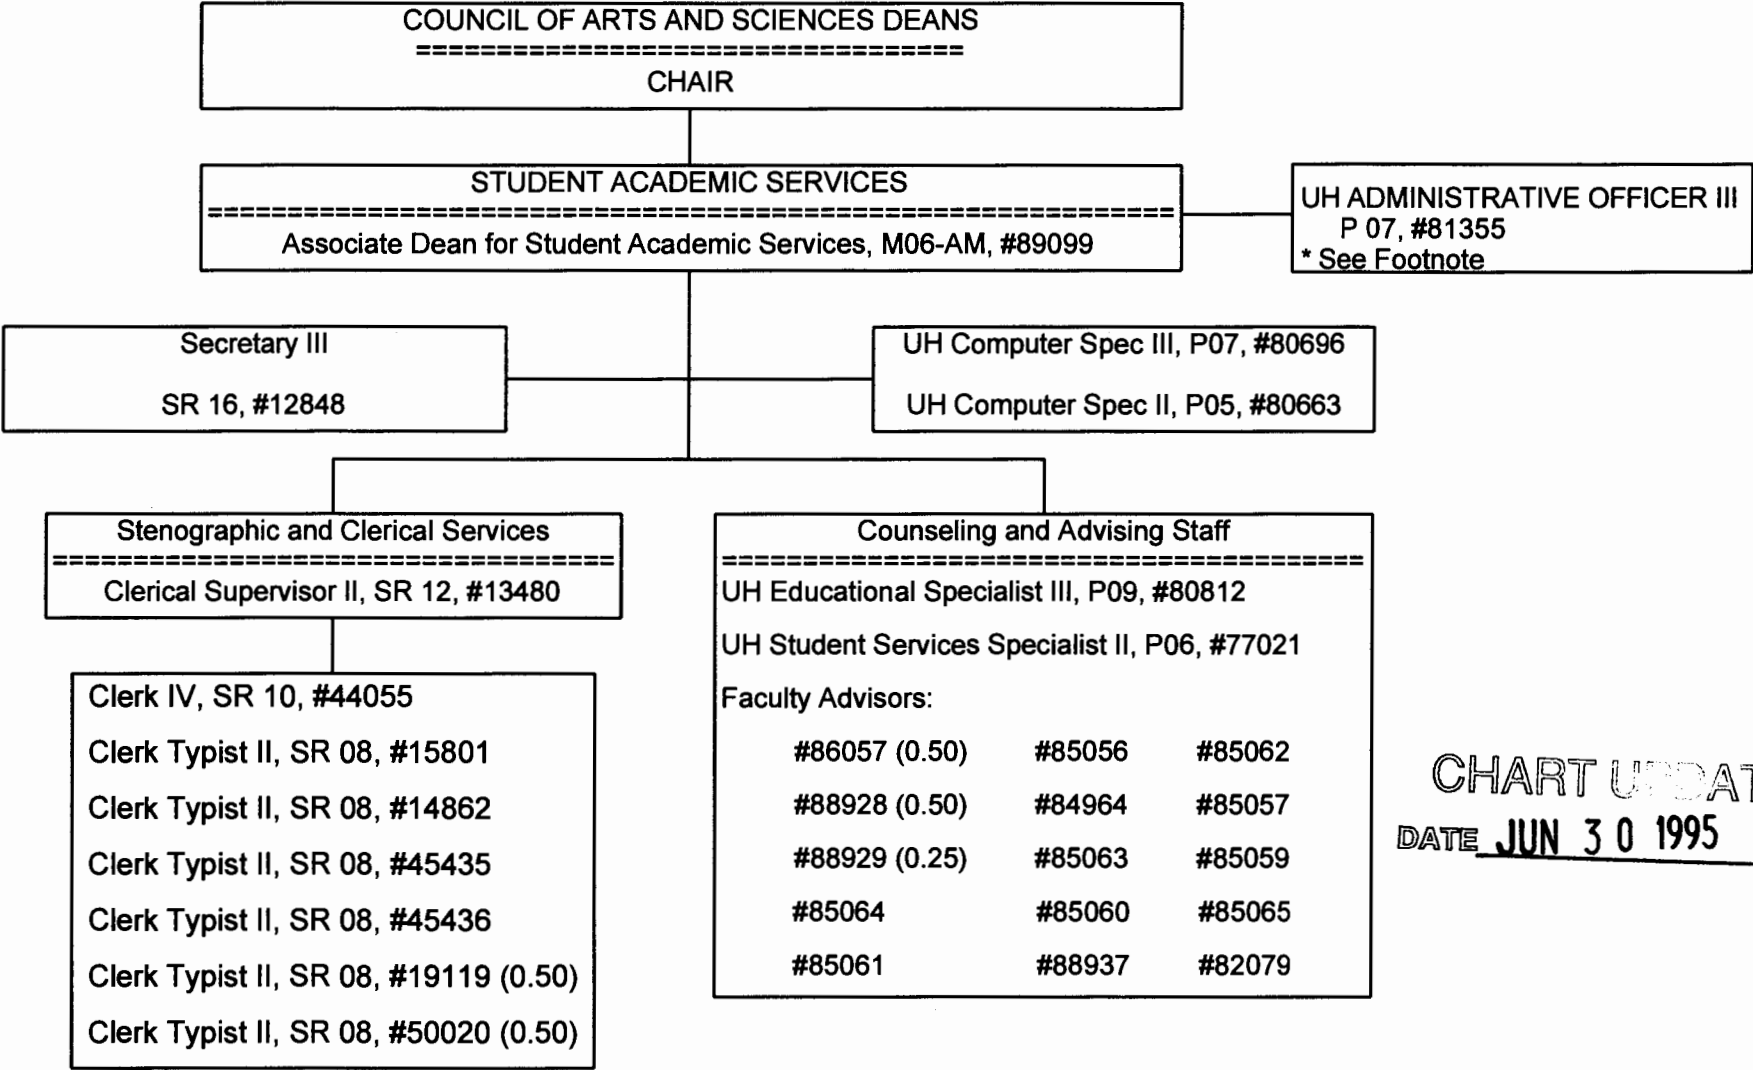 COUNCIL OF ARTS AND SCIENCES DEANS
==================================
CHAIR
STUDENT ACADEMIC SERVICES
============================================================
Associate Dean for Student Academic Services, M06-AM, #89099
UH ADMINISTRATIVE OFFICER III
P 07, #81355
* See Footnote
Secretary III
SR 16, #12848
UH Computer Spec III, P07, #80696
UH Computer Spec II, P05, #80663
Stenographic and Clerical Services
===================================
Clerical Supervisor II, SR 12, #13480
Clerk IV, SR 10, #44055
Clerk Typist II, SR 08, #15801
Clerk Typist II, SR 08, #14862
Clerk Typist II, SR 08, #45435
Clerk Typist II, SR 08, #45436
Clerk Typist II, SR 08, #19119 (0.50)
Clerk Typist II, SR 08, #50020 (0.50)
Counseling and Advising Staff
========================================
UH Educational Specialist III, P09, #80812
UH Student Services Specialist II, P06, #77021
Faculty Advisors:
#86057 (0.50) #85056 #85062
#88928 (0.50) #84964 #85057
#88929 (0.25) #85063 #85059
#85064 #85060 #85065
#85061 #88937 #82079
CHART
DATE JUN 30 1995